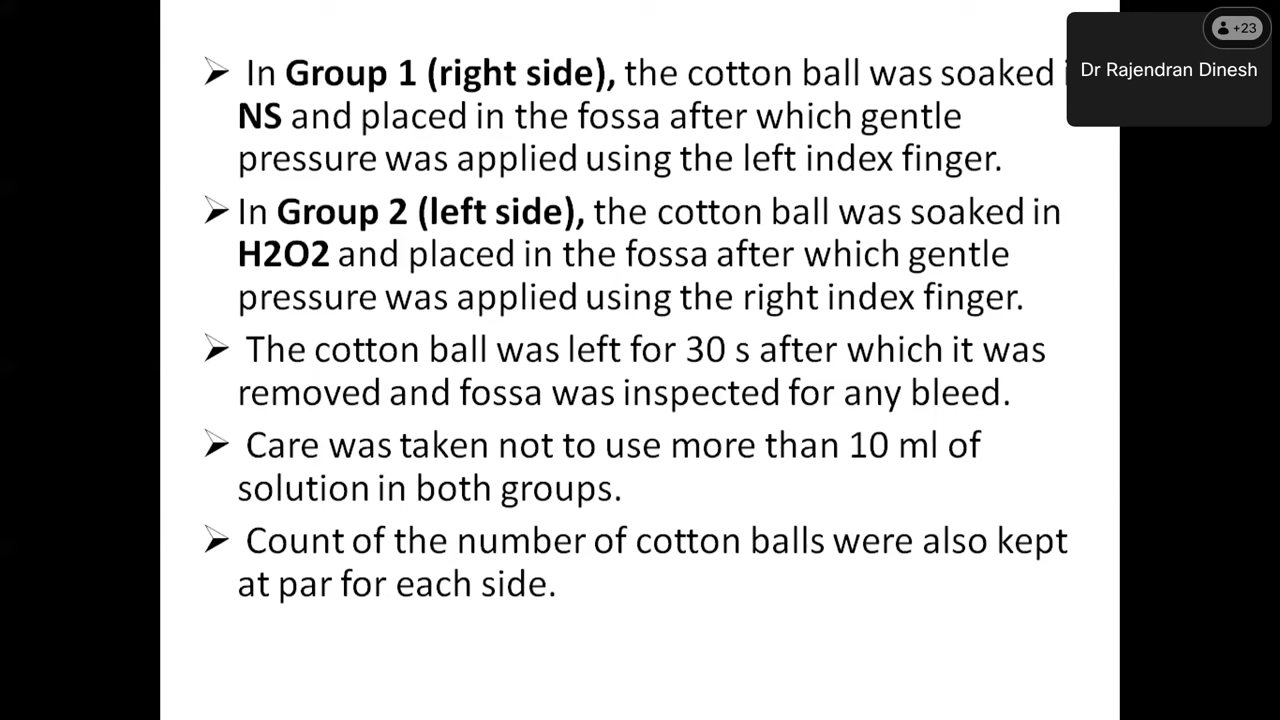 +23
Dr Rajendran Dinesh
➢ In Group 1 (right side), the cotton ball was soaked
NS and placed in the fossa after which gentle
pressure was applied using the left index finger.
➢ In Group 2 (left side), the cotton ball was soaked in
H2O2 and placed in the fossa after which gentle
pressure was applied using the right index finger.
➢ The cotton ball was left for 30 s after which it was
removed and fossa was inspected for any bleed.
➢ Care was taken not to use more than 10 ml of
solution in both groups.
➢ Count of the number of cotton balls were also kept
at par for each side.